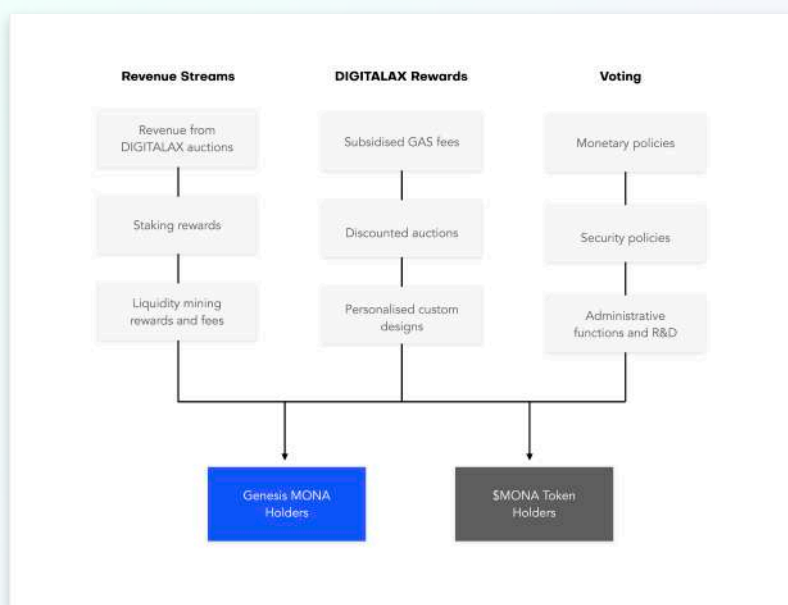 Revenue Streams
Revenue from
DIGITALAX auctions
Staking rewards
Liquidity mining
rewards and fees
DIGITALAX Rewards
Subsidised GAS fees
Discounted auctions
Personalised custom
designs
Voting
Monetary policies
Security policies
Administrative
functions and R&D
Genesis MONA
Holders
$MONA Token
Holders